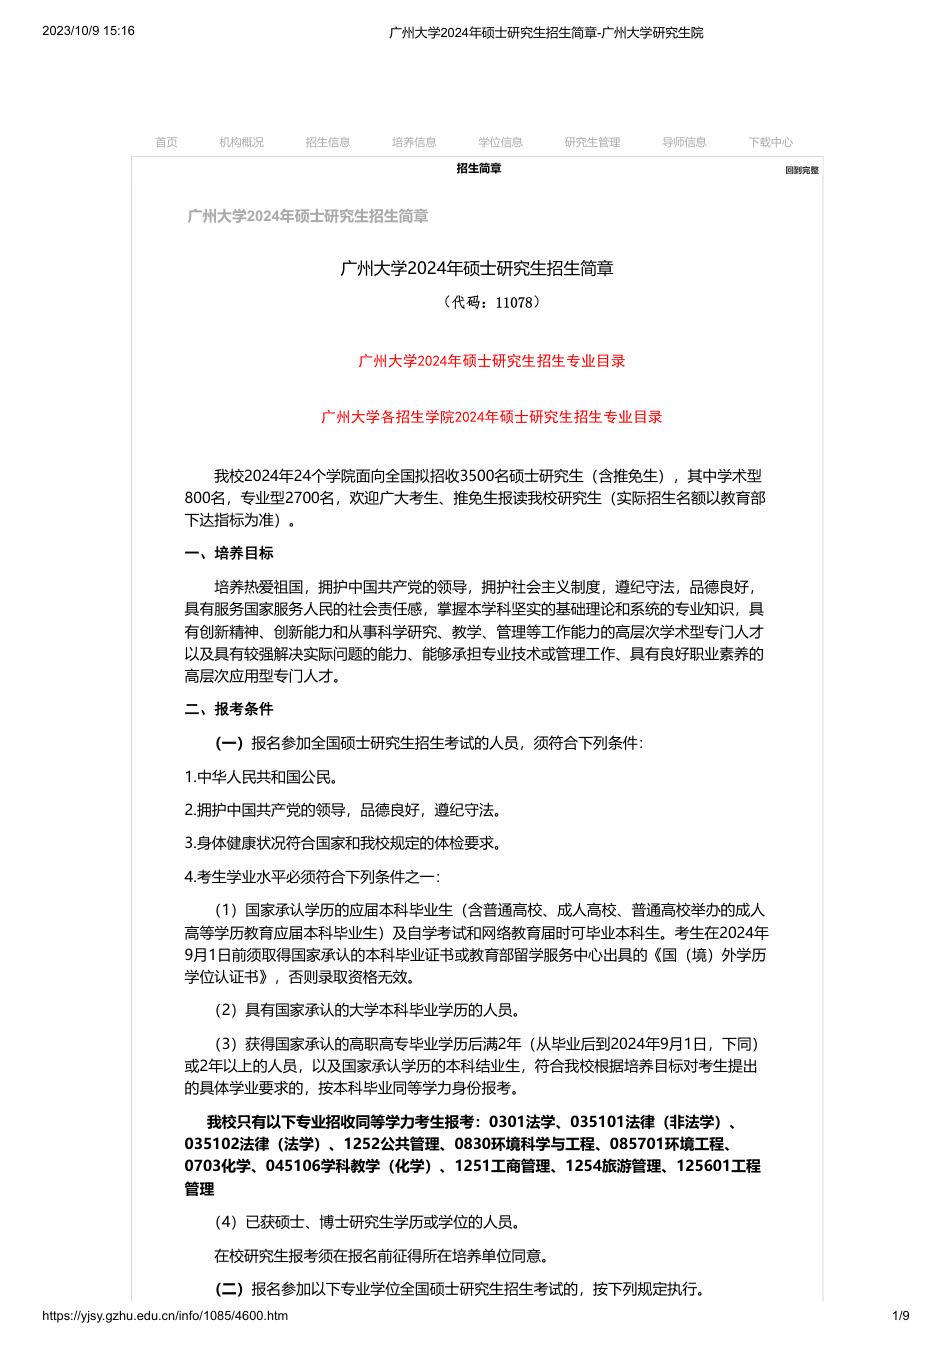 2023/10/9 15:16
广州大学2024年硕士研究生招生简章-广州大学研究生院
首页 机构概况 招生信息 培养信息 学位信息 研究生管理 导师信息 下载中心
招生简章
回到完整
广州大学2024年硕士研究生招生简章
广州大学2024年硕士研究生招生简章
（代码：11078）
广州大学2024年硕士研究生招生专业目录
广州大学各招生学院2024年硕士研究生招生专业目录
我校2024年24个学院面向全国拟招收3500名硕士研究生（含推免生），其中学术型
800名，专业型2700名，欢迎广大考生、推免生报读我校研究生（实际招生名额以教育部
下达指标为准）。
一、培养目标
培养热爱祖国，拥护中国共产党的领导，拥护社会主义制度，遵纪守法，品德良好，
具有服务国家服务人民的社会责任感，掌握本学科坚实的基础理论和系统的专业知识，具
有创新精神、创新能力和从事科学研究、教学、管理等工作能力的高层次学术型专门人才
以及具有较强解决实际问题的能力、能够承担专业技术或管理工作、具有良好职业素养的
高层次应用型专门人才。
二、报考条件
（一）报名参加全国硕士研究生招生考试的人员，须符合下列条件：
1.中华人民共和国公民。
2.拥护中国共产党的领导，品德良好，遵纪守法。
3.身体健康状况符合国家和我校规定的体检要求。
4.考生学业水平必须符合下列条件之一：
（1）国家承认学历的应届本科毕业生（含普通高校、成人高校、普通高校举办的成人
高等学历教育应届本科毕业生）及自学考试和网络教育届时可毕业本科生。考生在2024年
9月1日前须取得国家承认的本科毕业证书或教育部留学服务中心出具的《国（境）外学历
学位认证书》，否则录取资格无效。
（2）具有国家承认的大学本科毕业学历的人员。
（3）获得国家承认的高职高专毕业学历后满2年（从毕业后到2024年9月1日，下同）
或2年以上的人员，以及国家承认学历的本科结业生，符合我校根据培养目标对考生提出
的具体学业要求的，按本科毕业同等学力身份报考。
我校只有以下专业招收同等学力考生报考：0301法学、035101法律（非法学）、
035102法律（法学）、1252公共管理、0830环境科学与工程、085701环境工程、
0703化学、045106学科教学（化学）、1251工商管理、1254旅游管理、125601工程
管理
（4）已获硕士、博士研究生学历或学位的人员。
在校研究生报考须在报名前征得所在培养单位同意。
（二）报名参加以下专业学位全国硕士研究生招生考试的，按下列规定执行。
https://yjsy.gzhu.edu.cn/info/1085/4600.htm
1/9